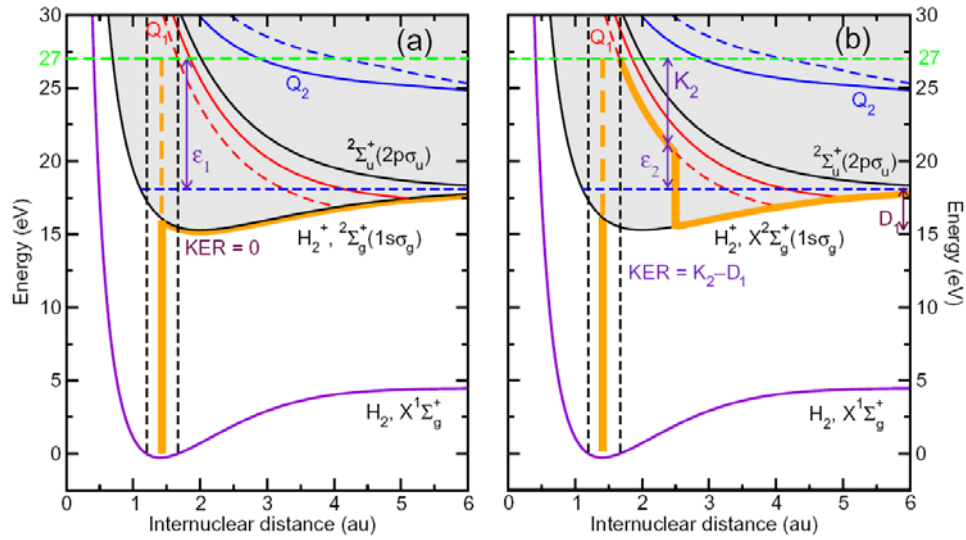 30
(a)
Q₁
27
25
Q₂
ε₁
20
²Σᵤ⁺(2pσᵤ)
15
H₂⁺, ²Σg⁺(1sσg)
KER = 0
10
5
H₂, X¹Σg⁺
0
0 1 2 3 4 5 6
Internuclear distance (au)
Energy (eV)
(b)
30
Q₁
27
K₂
25
Q₂
20
ε₂
²Σᵤ⁺(2pσᵤ)
D₁
15
H₂⁺, X²Σg⁺(1sσg)
KER = K₂–D₁
10
5
H₂, X¹Σg⁺
0
0 1 2 3 4 5 6
Internuclear distance (au)
Energy (eV)